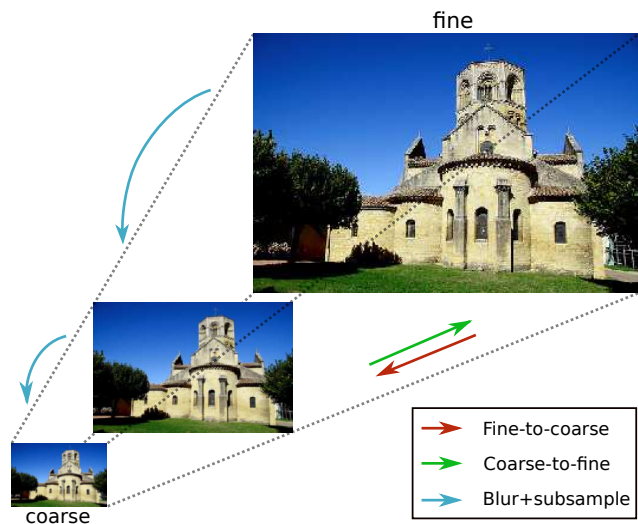 fine
coarse
Fine-to-coarse
Coarse-to-fine
Blur+subsample